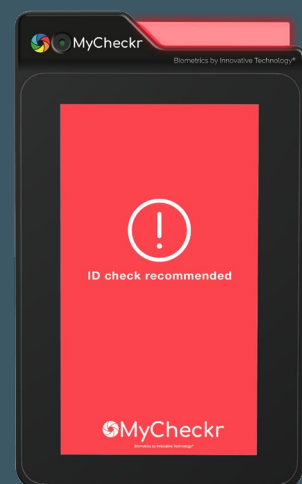 MyCheckr
Biometrics by Innovative Technology®
ID check recommended
MyCheckr
Biometrics by Innovative Technology®